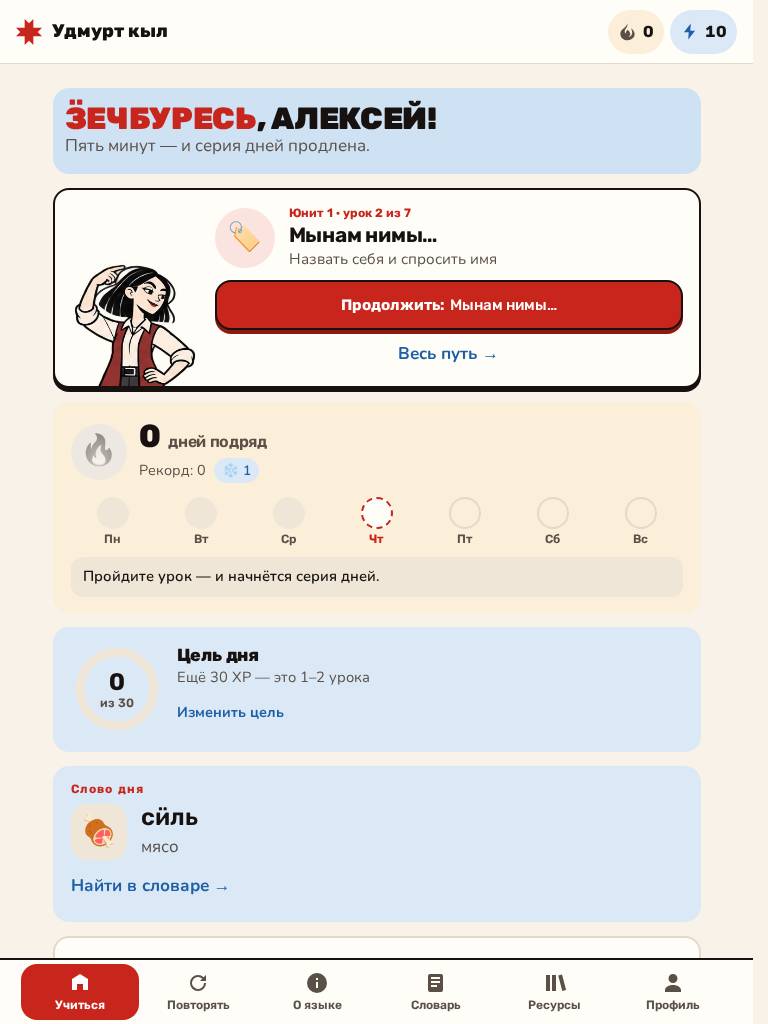 Удмурт кыл
0
10
ӞЕЧБУРЕСЬ, АЛЕКСЕЙ!
Пять минут — и серия дней продлена.
Юнит 1 • урок 2 из 7
Мынам нимы...
Назвать себя и спросить имя
Продолжить: Мынам нимы...
Весь путь →
0 дней подряд
Рекорд: 0 1
Пн Вт Ср Чт Пт Сб Вс
Пройдите урок — и начнётся серия дней.
0
из 30
Цель дня
Ещё 30 XP — это 1–2 урока
Изменить цель
Слово дня
сӥль
мясо
Найти в словаре →
Учиться Повторять О языке Словарь Ресурсы Профиль